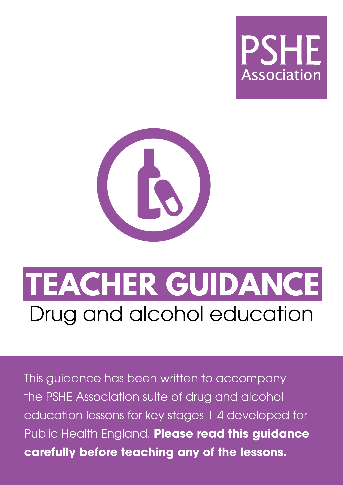 PSHE
Association
TEACHER GUIDANCE
Drug and alcohol education
This guidance has been written to accompany
the PSHE Association suite of drug and alcohol
education lessons for key stages 1-4 developed for
Public Health England. Please read this guidance
carefully before teaching any of the lessons.